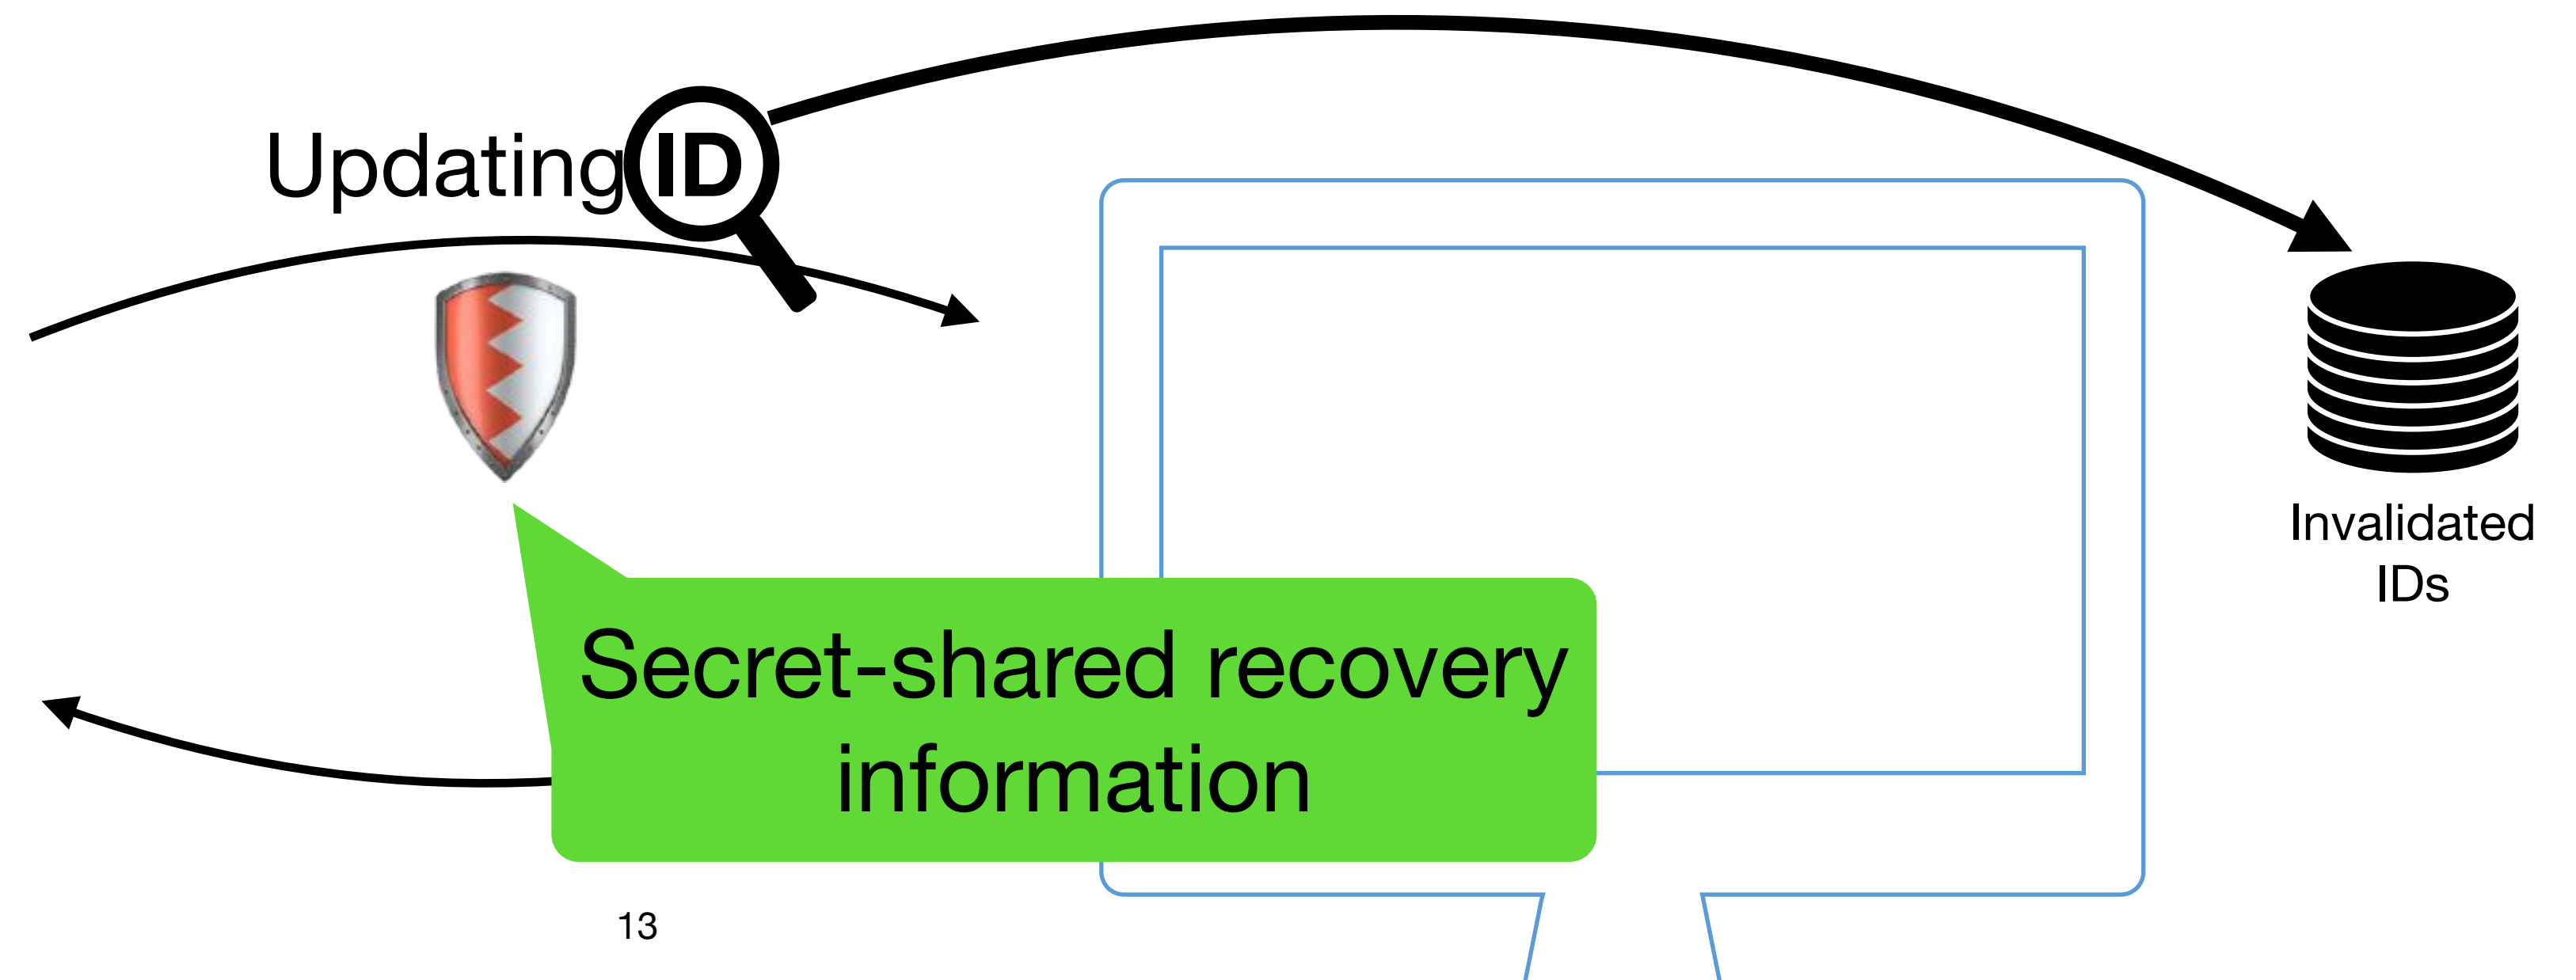 Updating ID
Invalidated
IDs
Secret-shared recovery
information
13